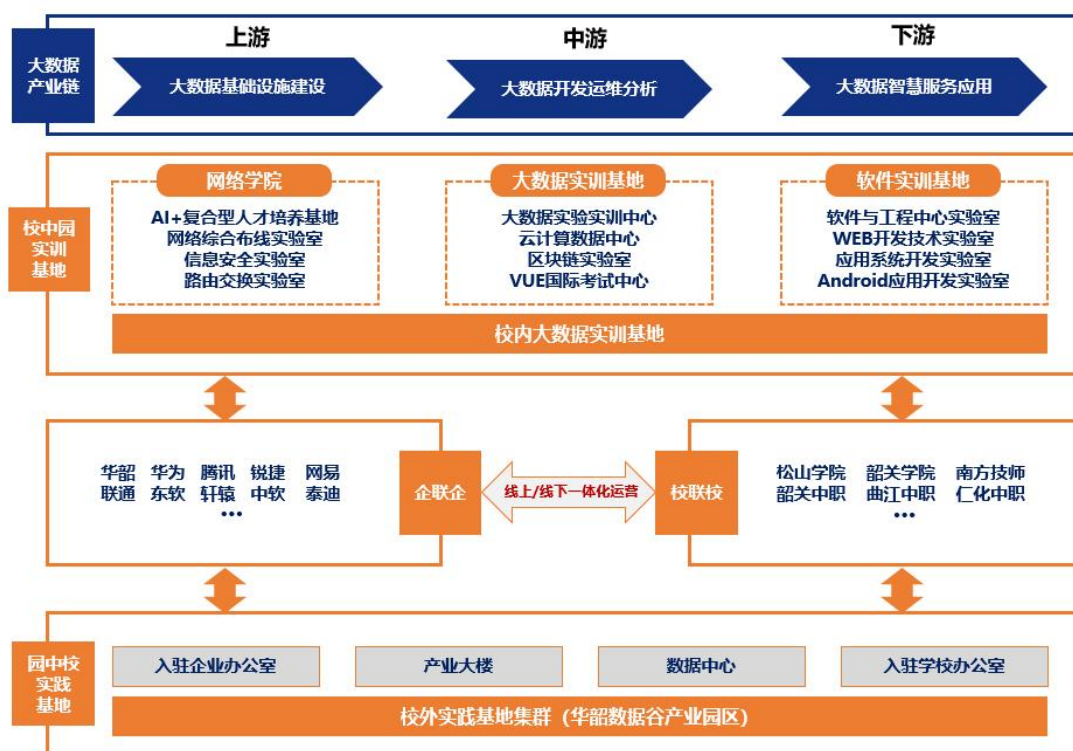 上游
中游
下游
大数据
产业链
大数据基础设施建设
大数据开发运维分析
大数据智慧服务应用
校中园
实训
基地
网络学院
AI+复合型人才培养基地
网络综合布线实验室
信息安全实验室
路由交换实验室
大数据实训基地
大数据实验实训中心
云计算数据中心
区块链实验室
VUE国际考试中心
软件实训基地
软件与工程中心实验室
WEB开发技术实验室
应用系统开发实验室
Android应用开发实验室
校内大数据实训基地
华韶 华为 腾讯 锐捷 网易
联通 东软 轩辕 中软 泰迪
•••
企联企
线上/线下一体化运营
校联校
松山学院 韶关学院 南方技师
韶关中职 曲江中职 仁化中职
•••
园中校
实践
基地
入驻企业办公室
产业大楼
数据中心
入驻学校办公室
校外实践基地集群（华韶数据谷产业园区）